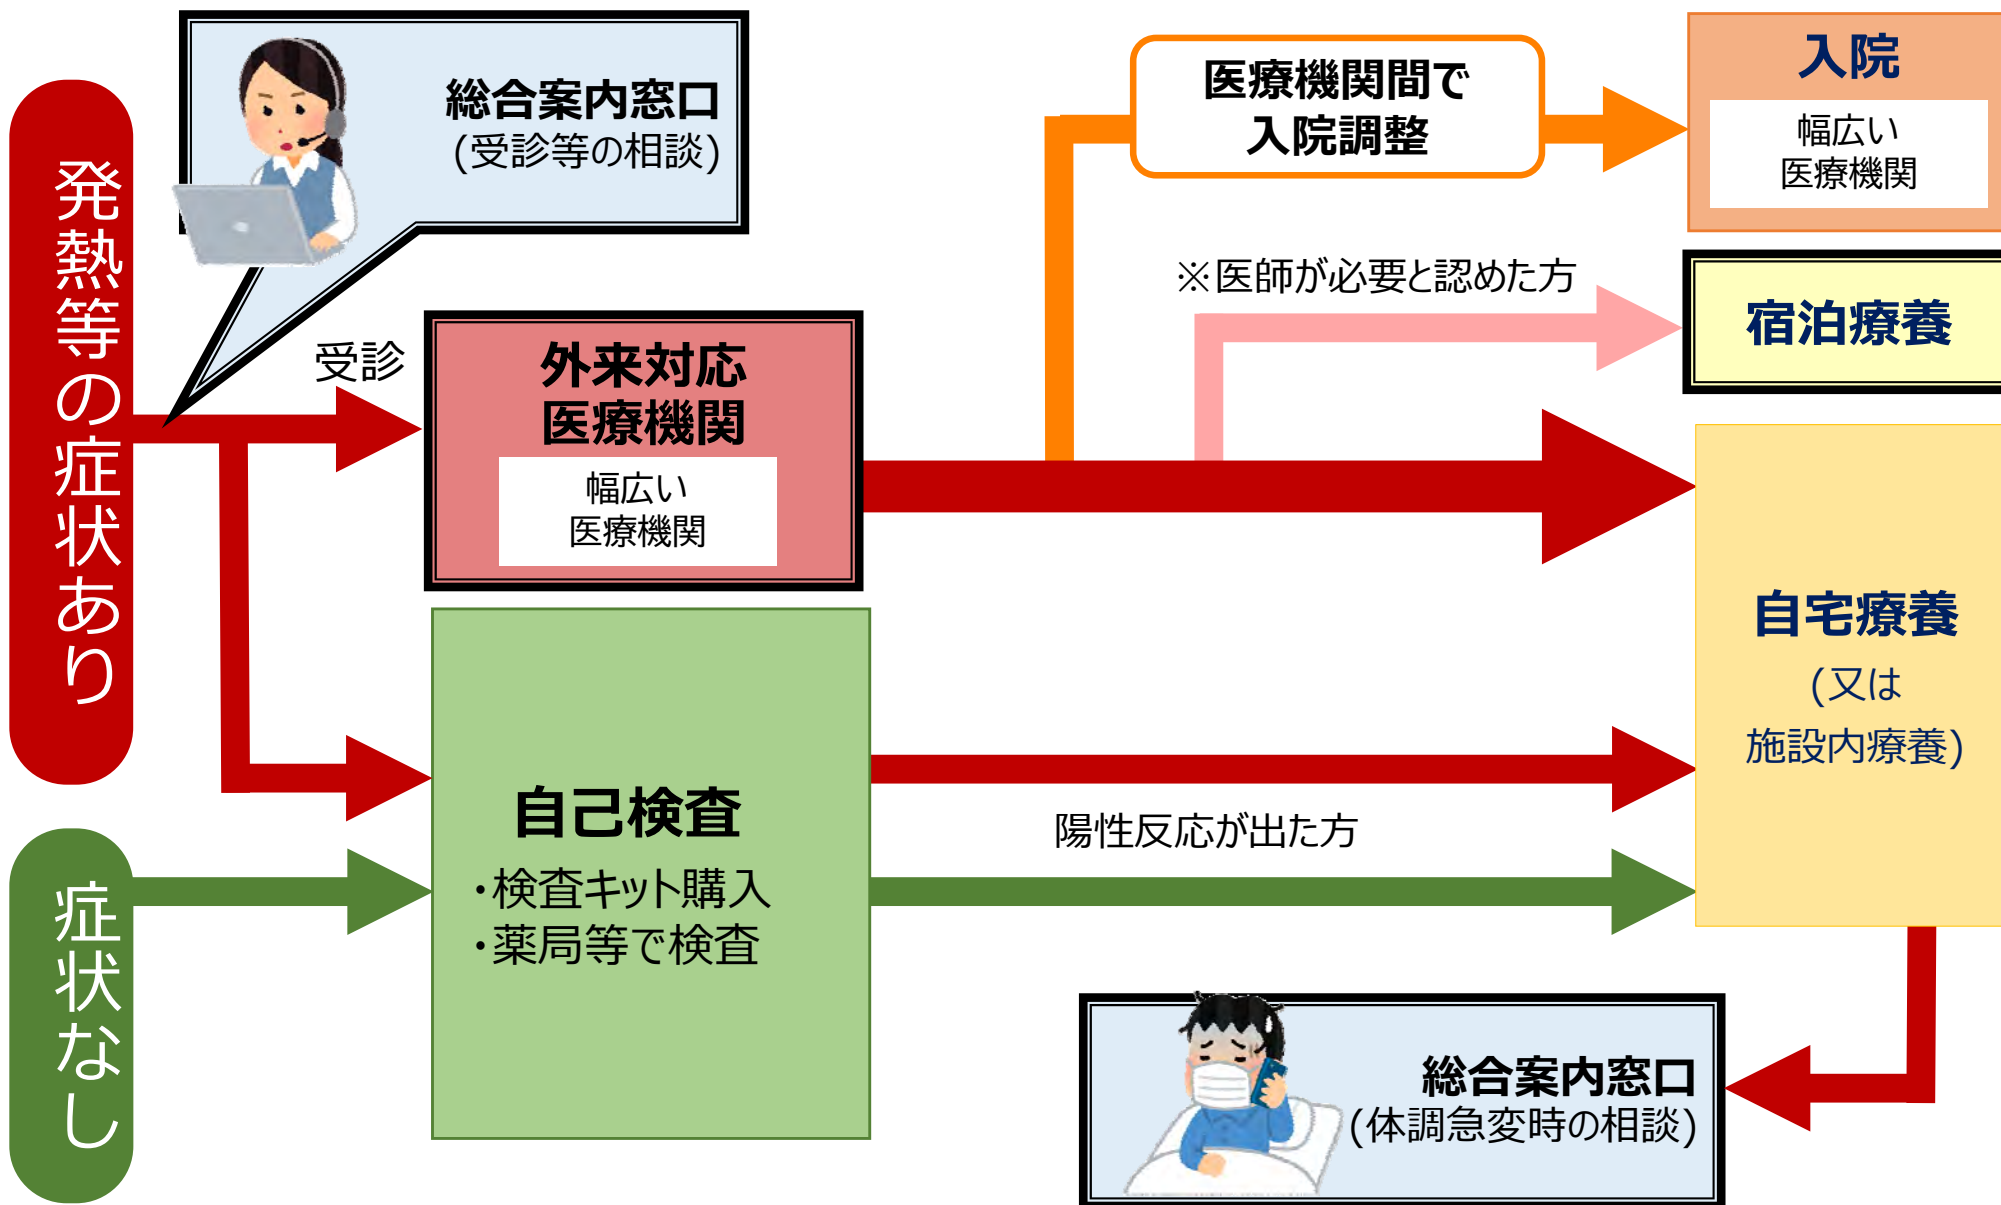 発熱等の症状あり
総合案内窓口
(受診等の相談)
受診
外来対応
医療機関
幅広い
医療機関
医療機関間で
入院調整
入院
幅広い
医療機関
※医師が必要と認めた方
宿泊療養
自宅療養
(又は
施設内療養)
症状なし
自己検査
・検査キット購入
・薬局等で検査
陽性反応が出た方
総合案内窓口
(体調急変時の相談)